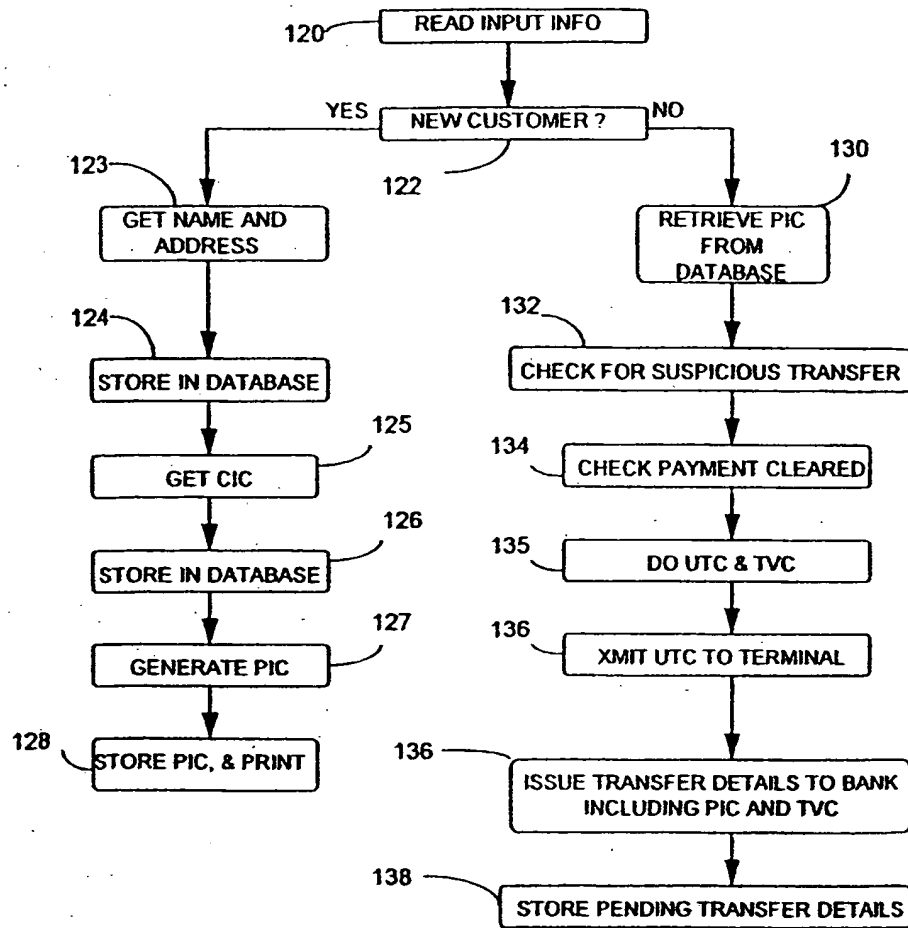 120
READ INPUT INFO
YES
NEW CUSTOMER ?
NO
122
123
GET NAME AND
ADDRESS
124
STORE IN DATABASE
125
GET CIC
126
STORE IN DATABASE
127
GENERATE PIC
128
STORE PIC, & PRINT
130
RETRIEVE PIC
FROM
DATABASE
132
CHECK FOR SUSPICIOUS TRANSFER
134
CHECK PAYMENT CLEARED
135
DO UTC & TVC
136
XMIT UTC TO TERMINAL
136
ISSUE TRANSFER DETAILS TO BANK
INCLUDING PIC AND TVC
138
STORE PENDING TRANSFER DETAILS